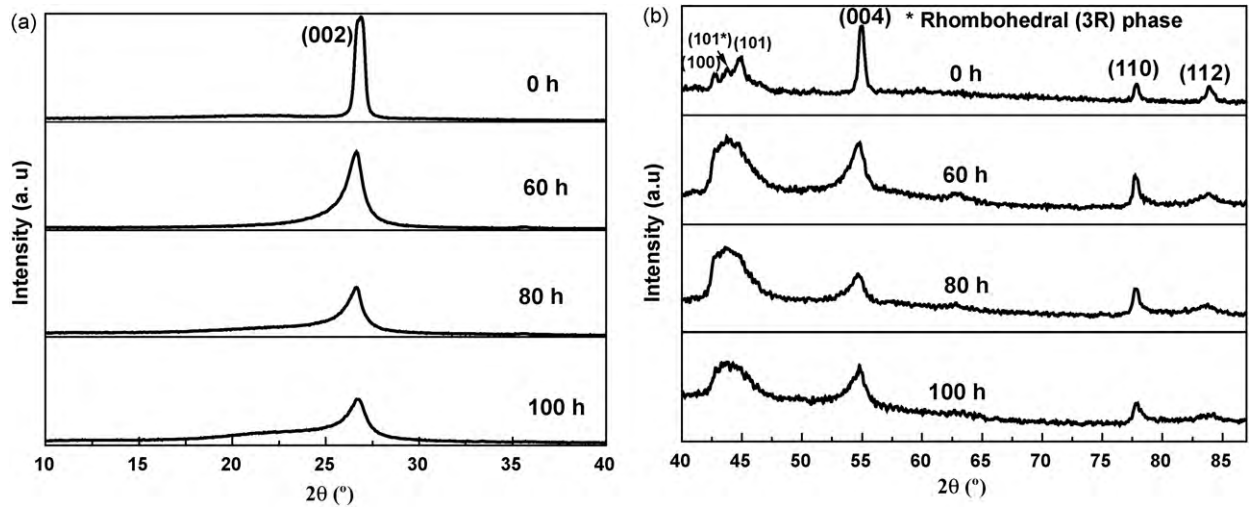 (a)
(002)
0 h
60 h
80 h
100 h
Intensity (a. u)
10 15 20 25 30 35 40
2θ (º)
(b)
(004) * Rhombohedral (3R) phase
(101*) (101)
(100)
0 h
(110) (112)
60 h
80 h
100 h
Intensity (a.u)
40 45 50 55 60 65 70 75 80 85
2θ (º)